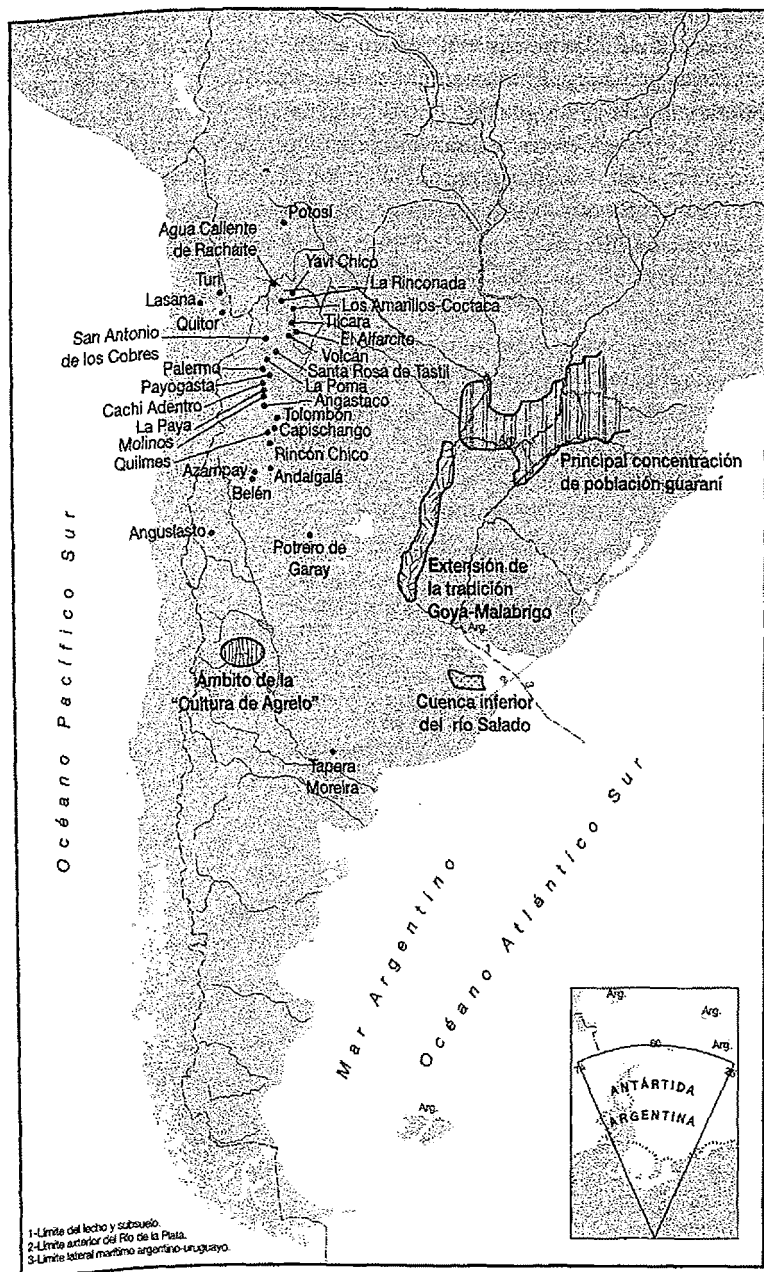 Potosí
Agua Caliente
de Rachaite
Yavi Chico
Turi
La Rinconada
Lasana
Los Amarillos-Coctaca
Quitor
Tilcara
El Alfarcito
San Antonio
de los Cobres
Volcán
Palermo
Santa Rosa de Tastil
Payogasta
La Poma
Cachi Adentro
Angastaco
La Paya
Tolombón
Molinos
Capischango
Quilmes
Rincón Chico
Azampay
Andalgalá
Belén
Principal concentración
de población guaraní
Angualasto
Potrero de
Garay
Extensión de
la tradición
Goyá-Malabrigo
Arg.
1
2
3
Ámbito de la
"Cultura de Agrelo"
Cuenca inferior
del río Salado
Tapera
Moreira
Océano Pacífico Sur
Mar Argentino
Océano Atlántico Sur
Arg.
Arg.
Arg.
Arg.
74
60
25
ANTÁRTIDA
ARGENTINA
1-Límite del lecho y subsuelo.
2-Límite exterior del Río de la Plata.
3-Límite lateral marítimo argentino-uruguayo.